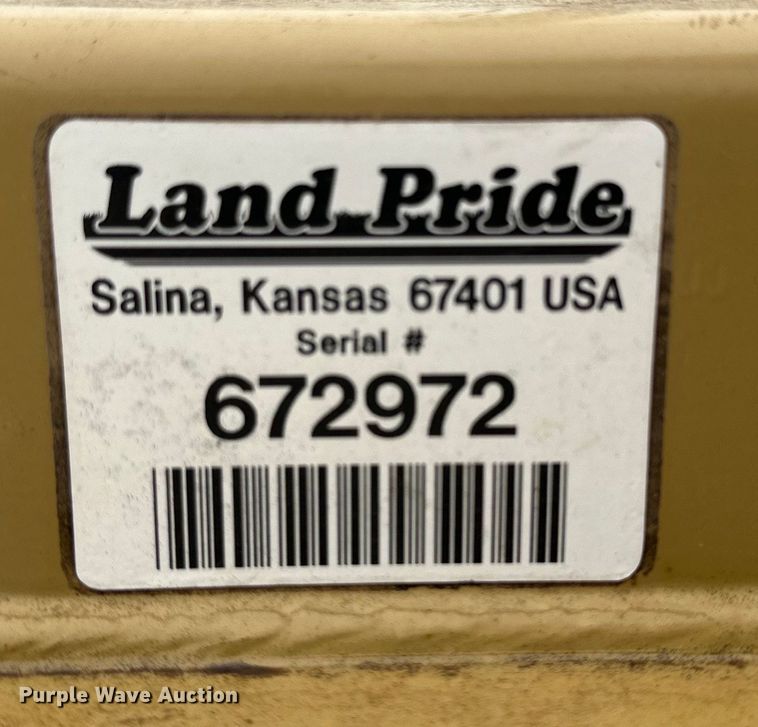 Land Pride
Salina, Kansas 67401 USA
Serial #
672972
Purple Wave Auction